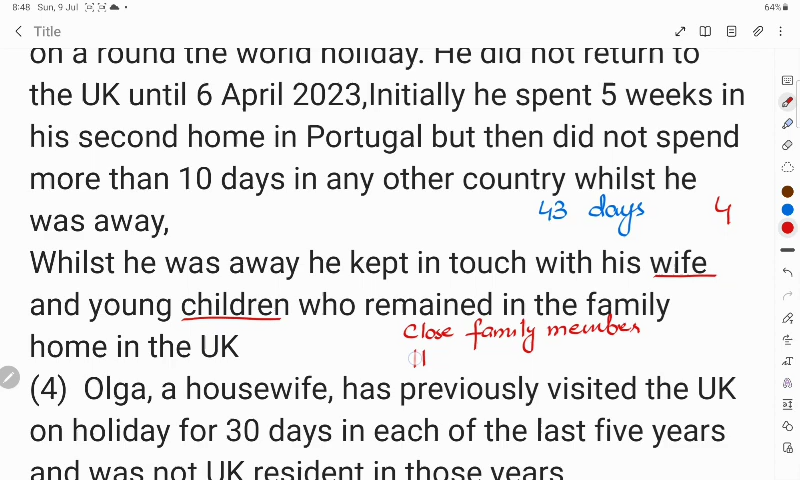 8:48 Sun, 9 Jul 64%
Title
on a round the world holiday. He did not return to
the UK until 6 April 2023,Initially he spent 5 weeks in
his second home in Portugal but then did not spend
more than 10 days in any other country whilst he
was away, 43 days 4
Whilst he was away he kept in touch with his wife
and young children who remained in the family
close family member
home in the UK
(4) Olga, a housewife, has previously visited the UK
on holiday for 30 days in each of the last five years
and was not UK resident in those years